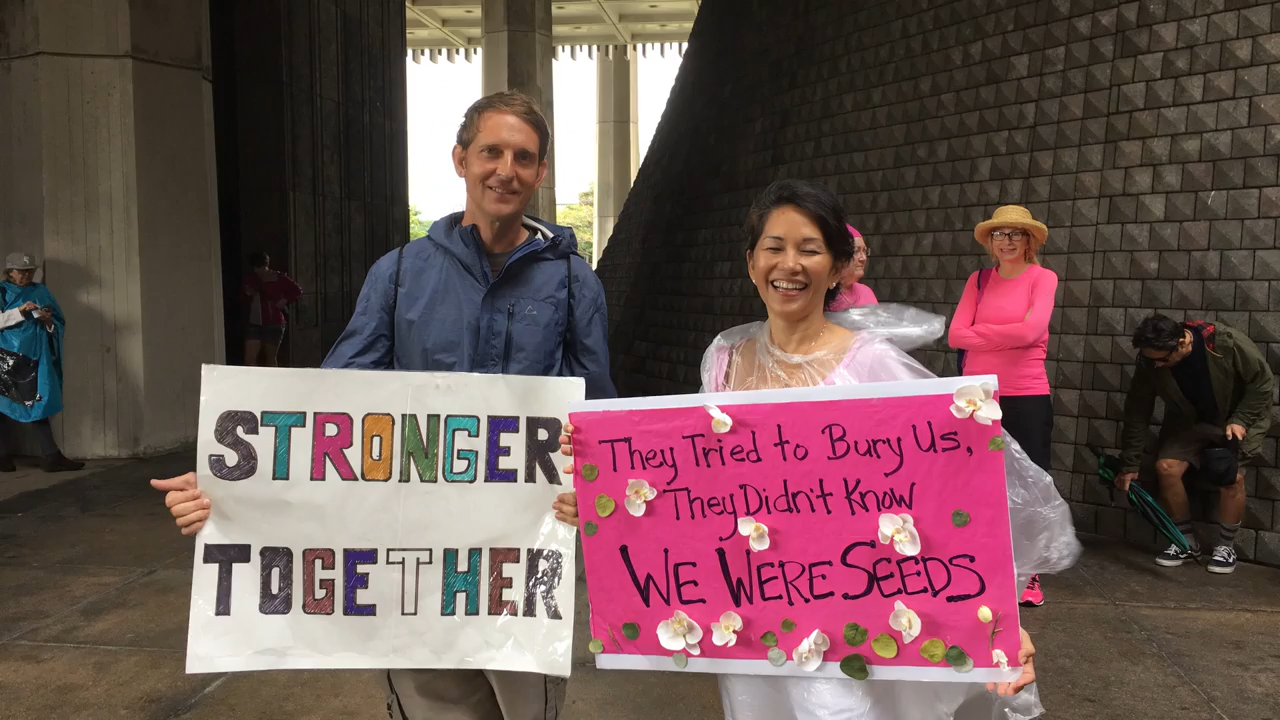 STRONGER
TOGETHER
They Tried to Bury Us,
They Didn't Know
WE WERE SEEDS